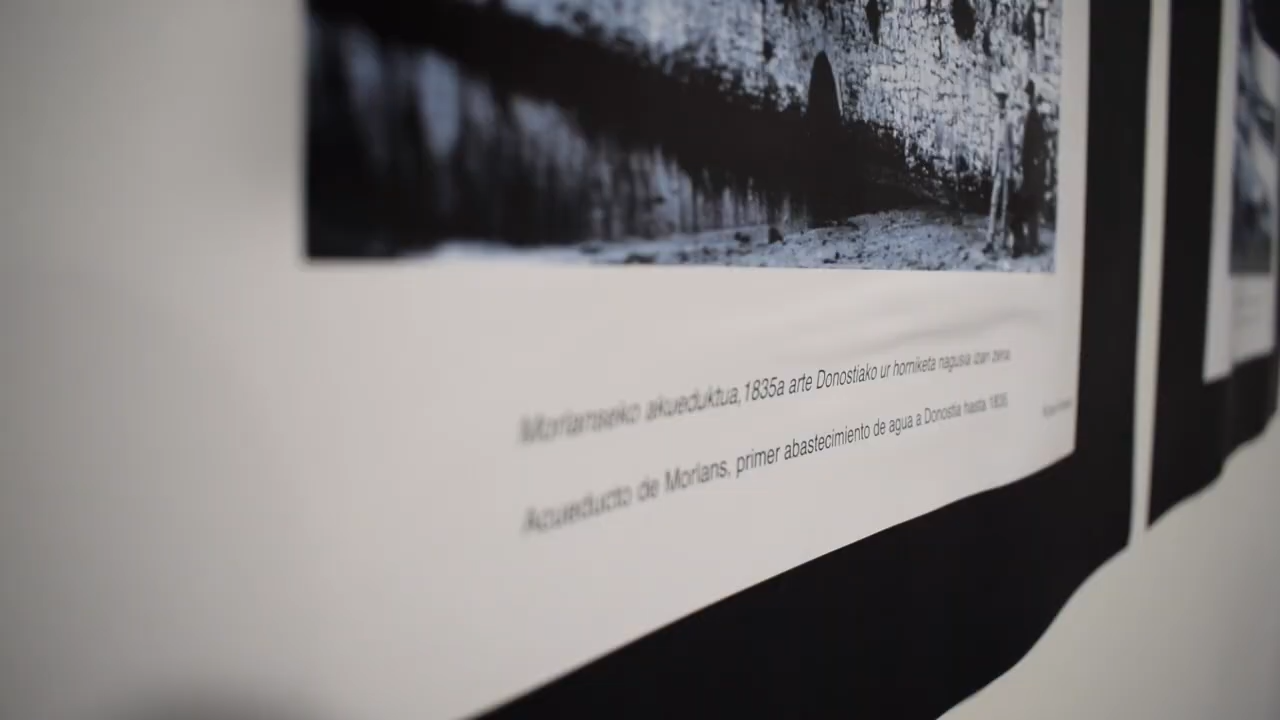 Morlanseko akueduktua,1835a arte Donostiako ur horniketa nagusia izan zena.
Acueducto de Morlans, primer abastecimiento de agua a Donostia hasta 1835.